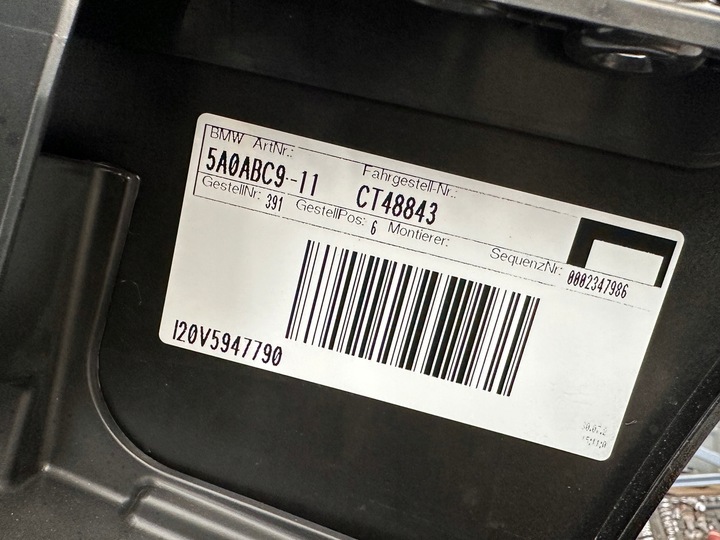 BMW ArtNr.: Fahrgestell-Nr.:
5A0ABC9-11 CT48843
GestellNr: 391 GestellPos: 6 Montierer: SequenzNr: 0002347986
I20V5947790